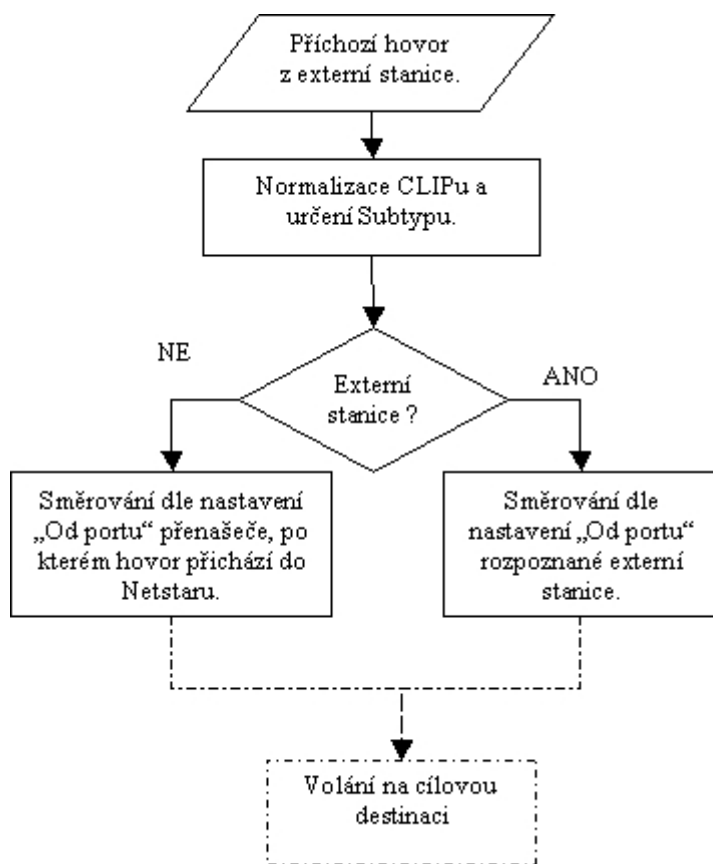 Příchozí hovor
z externí stanice.
Normalizace CLIPu a
určení Subtypu.
NE
Externí
stanice ?
ANO
Směrování dle nastavení
„Od portu“ přenašeče, po
kterém hovor přichází do
Netstaru.
Směrování dle
nastavení „Od portu“
rozpoznané externí
stanice.
Volání na cílovou
destinaci